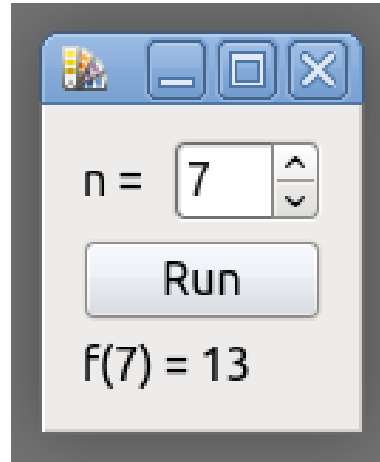 n = 7
Run
f(7) = 13